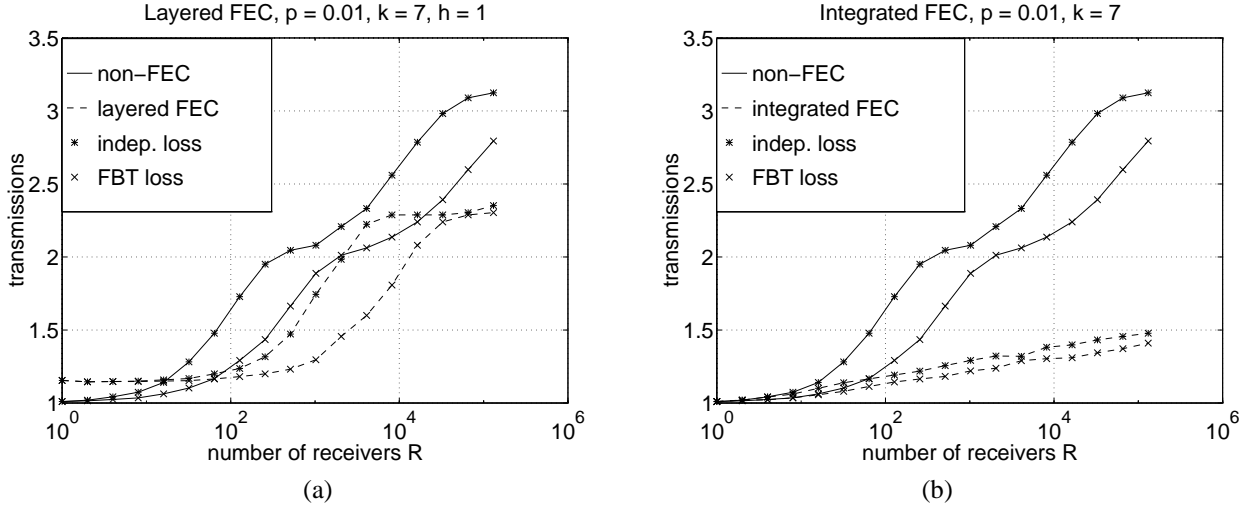 Layered FEC, p = 0.01, k = 7, h = 1
3.5
3
2.5
2
1.5
1
transmissions
non−FEC
layered FEC
indep. loss
FBT loss
10^0
10^2
10^4
10^6
number of receivers R
(a)
Integrated FEC, p = 0.01, k = 7
3.5
3
2.5
2
1.5
1
transmissions
non−FEC
integrated FEC
indep. loss
FBT loss
10^0
10^2
10^4
10^6
number of receivers R
(b)